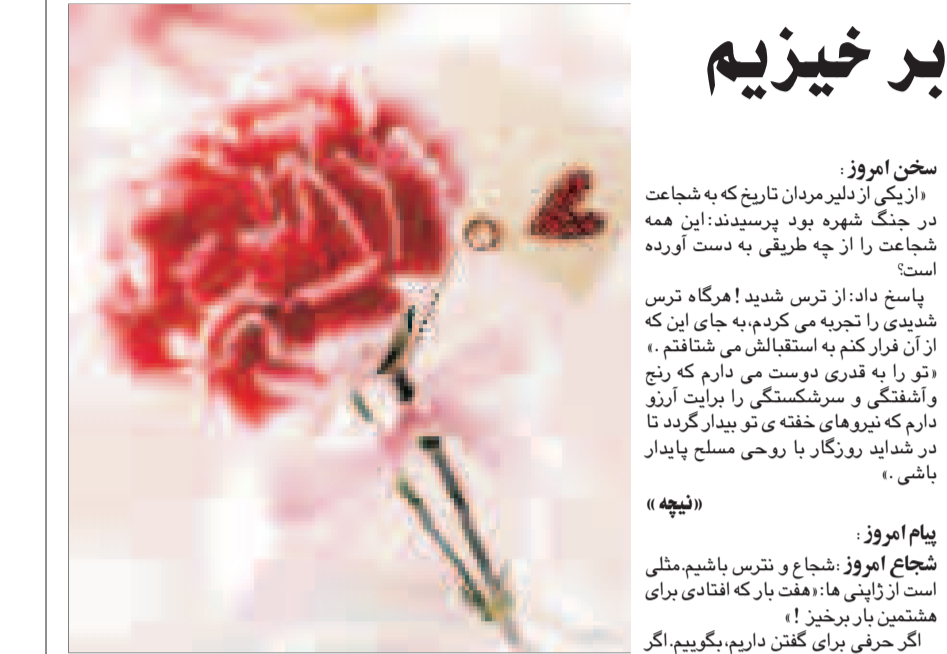 بر خیزیم
سخن امروز :
«از یکی از دلیر مردان تاریخ که به شجاعت
در جنگ شهره بود پرسیدند: این همه
شجاعت را از چه طریقی به دست آورده
است؟
پاسخ داد: از ترس شدید ! هرگاه ترس
شدیدی را تجربه می کردم،به جای این که
از آن فرار کنم به استقبالش می شتافتم .»
«تو را به قدری دوست می دارم که رنج
وآشفتگی و سرشکستگی را برایت آرزو
دارم که نیروهای خفته ی تو بیدار گردد تا
در شداید روزگار با روحی مسلح پایدار
باشی .»
«نیچه »
پیام امروز :
شجاع امروز :شجاع و نترس باشیم.مثلی
است از ژاپنی ها:«هفت بار که افتادی برای
هشتمین بار برخیز !»
اگر حرفی برای گفتن داریم،بگوییم.اگر